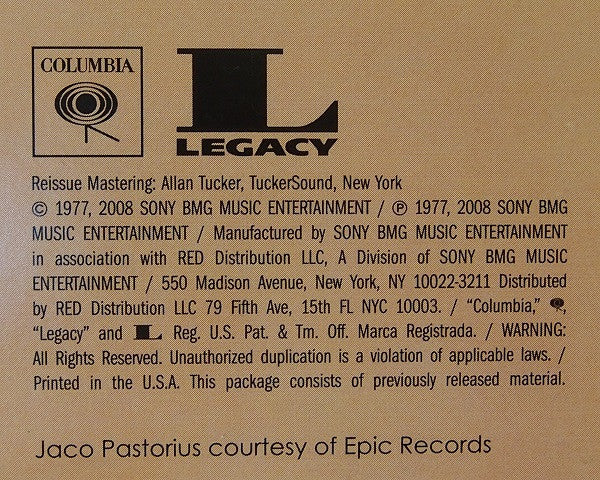 COLUMBIA
L
LEGACY
Reissue Mastering: Allan Tucker, TuckerSound, New York
© 1977, 2008 SONY BMG MUSIC ENTERTAINMENT / ℗ 1977, 2008 SONY BMG
MUSIC ENTERTAINMENT / Manufactured by SONY BMG MUSIC ENTERTAINMENT
in association with RED Distribution LLC, A Division of SONY BMG MUSIC
ENTERTAINMENT / 550 Madison Avenue, New York, NY 10022-3211 Distributed
by RED Distribution LLC 79 Fifth Ave, 15th FL NYC 10003. / “Columbia,” ,
“Legacy” and L Reg. U.S. Pat. & Tm. Off. Marca Registrada. / WARNING:
All Rights Reserved. Unauthorized duplication is a violation of applicable laws. /
Printed in the U.S.A. This package consists of previously released material.
Jaco Pastorius courtesy of Epic Records